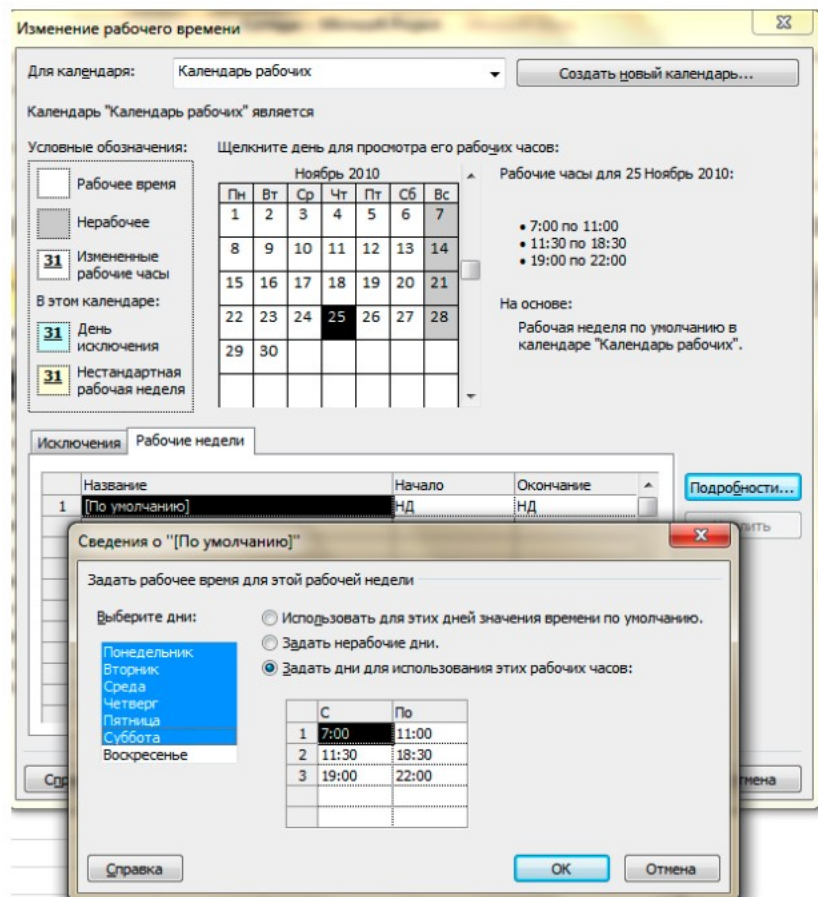 Изменение рабочего времени
Для календаря: Календарь рабочих Создать новый календарь...
Календарь "Календарь рабочих" является
Условные обозначения: Щелкните день для просмотра его рабочих часов:
Рабочее время
Нерабочее
31 Измененные рабочие часы
В этом календаре:
31 День исключения
31 Нестандартная рабочая неделя
Ноябрь 2010
Пн Вт Ср Чт Пт Сб Вс
1 2 3 4 5 6 7
8 9 10 11 12 13 14
15 16 17 18 19 20 21
22 23 24 25 26 27 28
29 30
Рабочие часы для 25 Ноябрь 2010:
• 7:00 по 11:00
• 11:30 по 18:30
• 19:00 по 22:00
На основе:
Рабочая неделя по умолчанию в
календаре "Календарь рабочих".
Исключения Рабочие недели
Название Начало Окончание
1 [По умолчанию] НД НД
Подробности...
Сведения о "[По умолчанию]"
Задать рабочее время для этой рабочей недели
Выберите дни:
Понедельник
Вторник
Среда
Четверг
Пятница
Суббота
Воскресенье
Использовать для этих дней значения времени по умолчанию.
Задать нерабочие дни.
Задать дни для использования этих рабочих часов:
С По
1 7:00 11:00
2 11:30 18:30
3 19:00 22:00
Справка OK Отмена